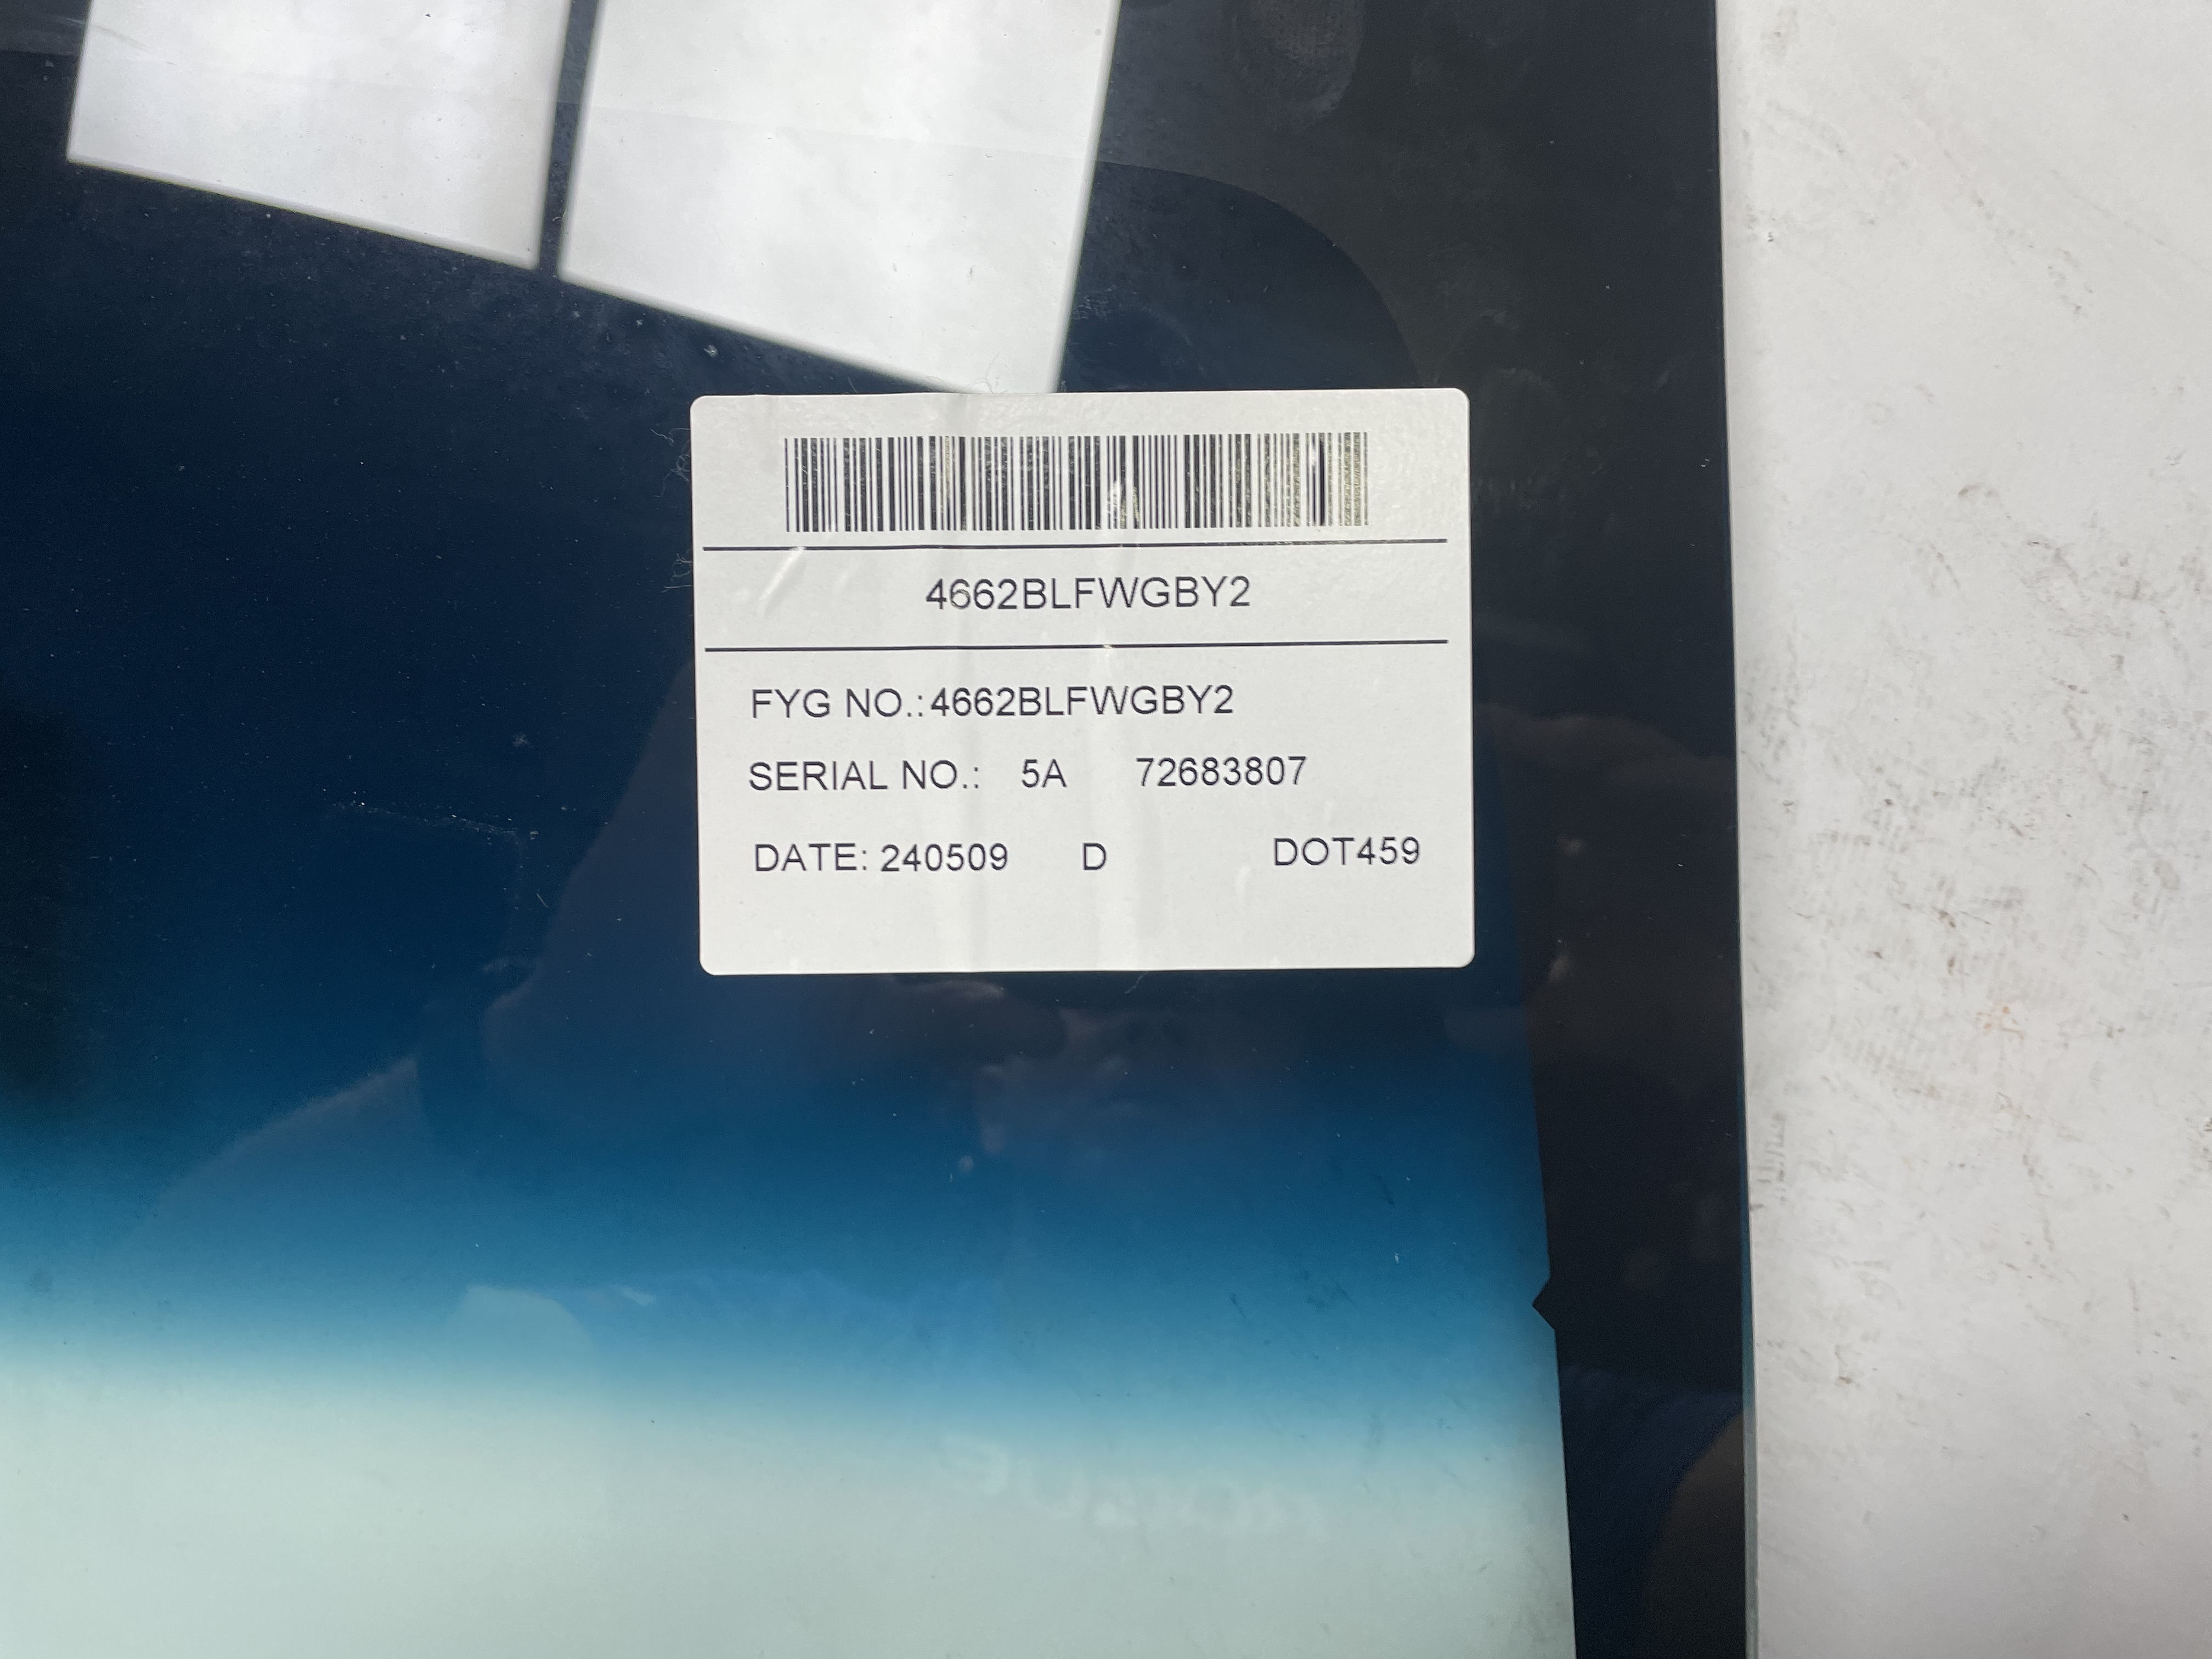 4662BLFWGBY2
FYG NO.:4662BLFWGBY2
SERIAL NO.: 5A 72683807
DATE: 240509 D DOT459